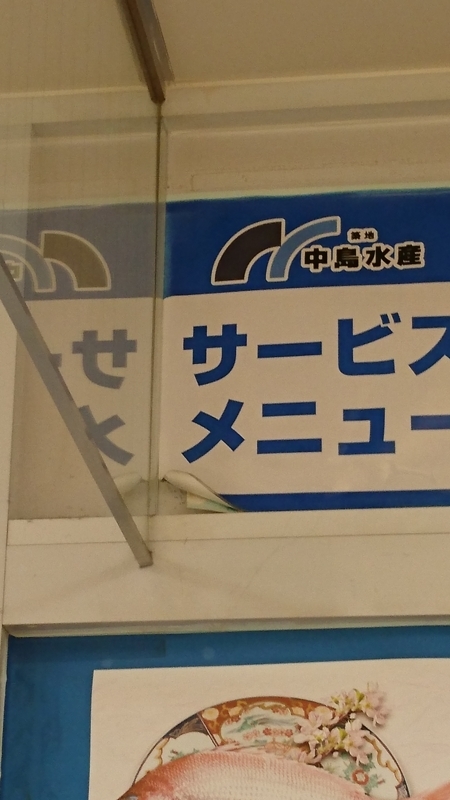 築地
中島水産
サービス
メニュー